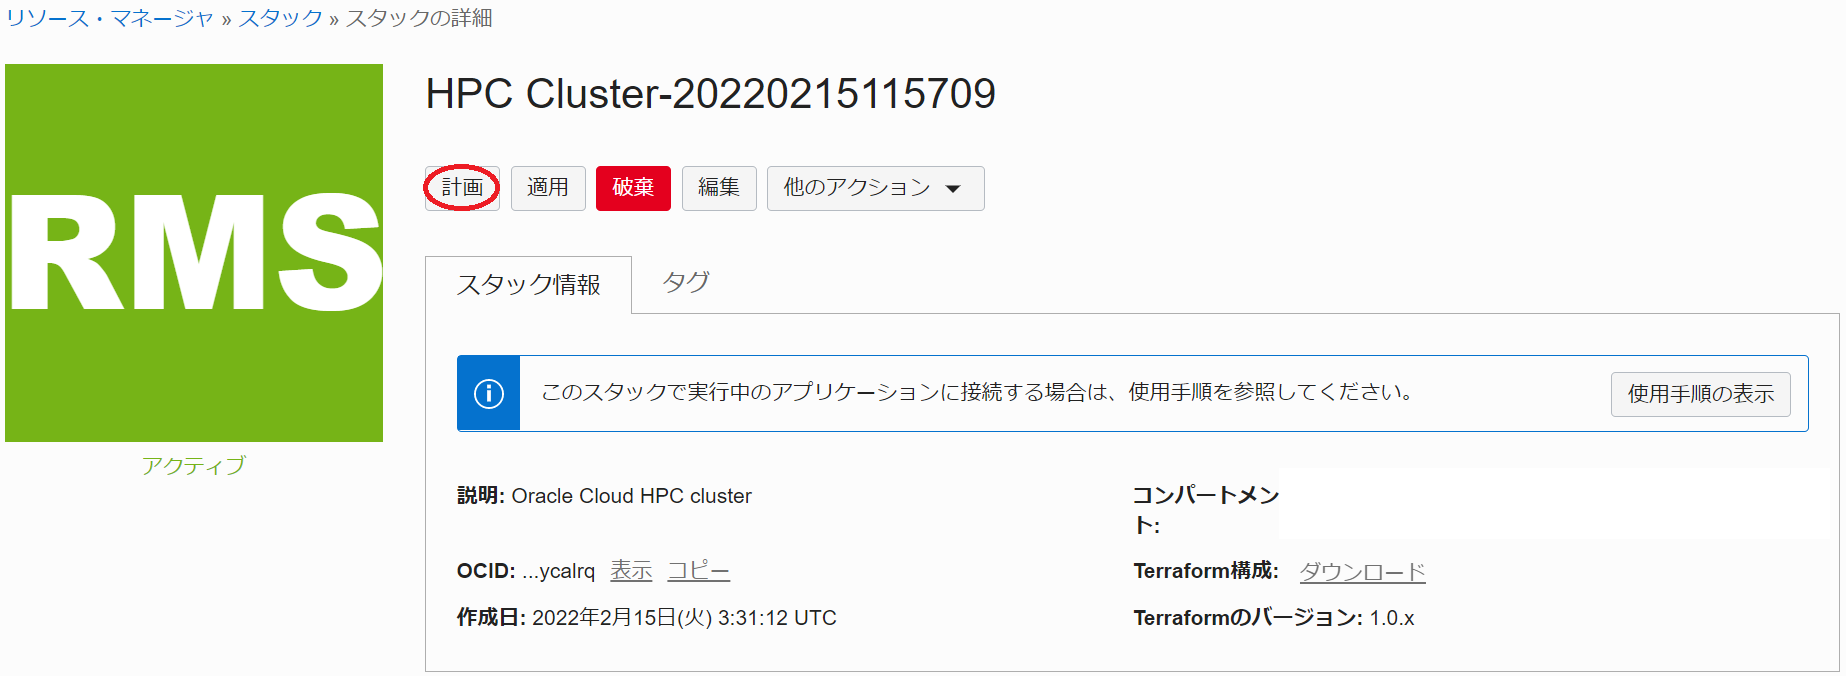 リソース・マネージャ » スタック » スタックの詳細
RMS
アクティブ
HPC Cluster-20220215115709
計画 適用 破棄 編集 他のアクション
スタック情報 タグ
このスタックで実行中のアプリケーションに接続する場合は、使用手順を参照してください。 使用手順の表示
説明: Oracle Cloud HPC cluster
コンパートメン
ト:
OCID: ...ycalrq 表示 コピー
Terraform構成: ダウンロード
作成日: 2022年2月15日(火) 3:31:12 UTC
Terraformのバージョン: 1.0.x